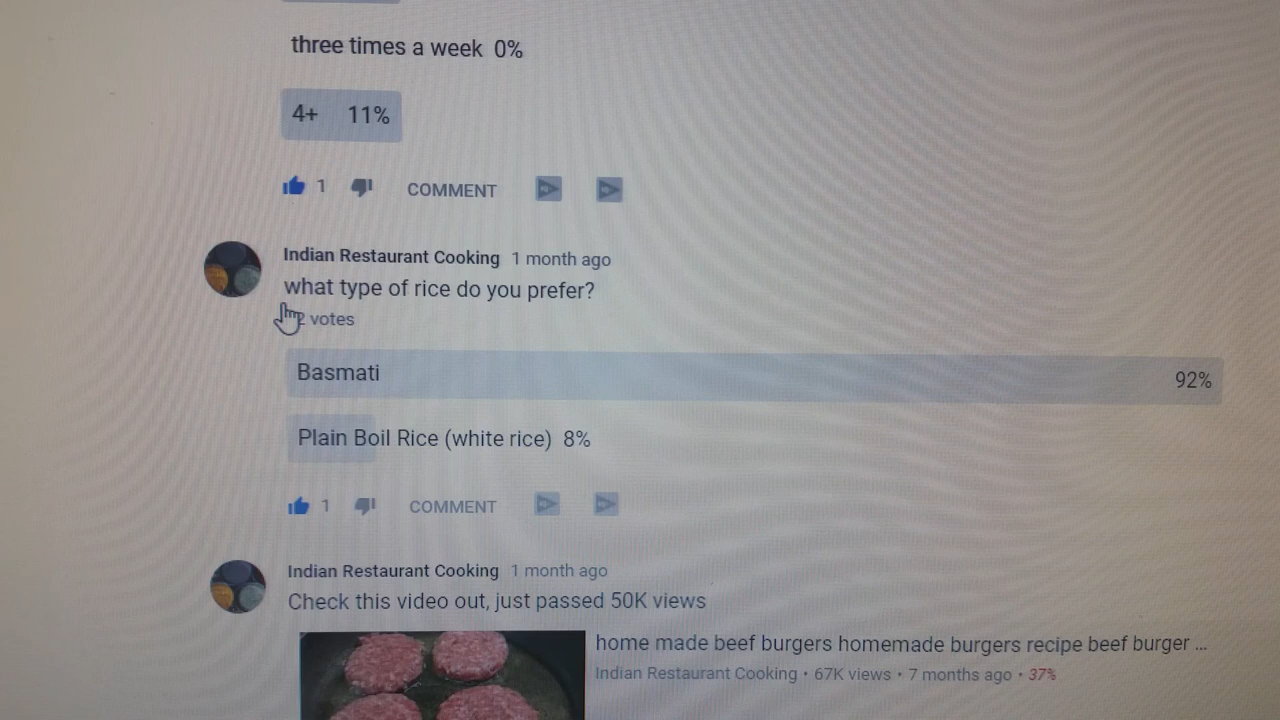 three times a week 0%
4+ 11%
1 COMMENT
Indian Restaurant Cooking 1 month ago
what type of rice do you prefer?
votes
Basmati 92%
Plain Boil Rice (white rice) 8%
1 COMMENT
Indian Restaurant Cooking 1 month ago
Check this video out, just passed 50K views
home made beef burgers homemade burgers recipe beef burger ...
Indian Restaurant Cooking • 67K views • 7 months ago • 37%